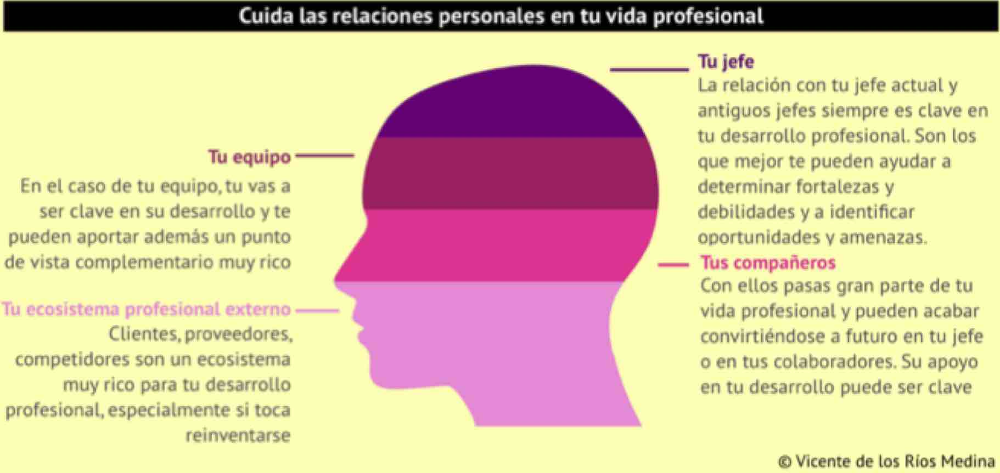 Cuida las relaciones personales en tu vida profesional
Tu jefe
La relación con tu jefe actual y
antiguos jefes siempre es clave en
tu desarrollo profesional. Son los
que mejor te pueden ayudar a
determinar fortalezas y
debilidades y a identificar
oportunidades y amenazas.
Tu equipo
En el caso de tu equipo, tu vas a
ser clave en su desarrollo y te
pueden aportar además un punto
de vista complementario muy rico
Tus compañeros
Con ellos pasas gran parte de tu
vida profesional y pueden acabar
convirtiéndose a futuro en tu jefe
o en tus colaboradores. Su apoyo
en tu desarrollo puede ser clave
Tu ecosistema profesional externo
Clientes, proveedores,
competidores son un ecosistema
muy rico para tu desarrollo
profesional, especialmente si toca
reinventarse
© Vicente de los Ríos Medina